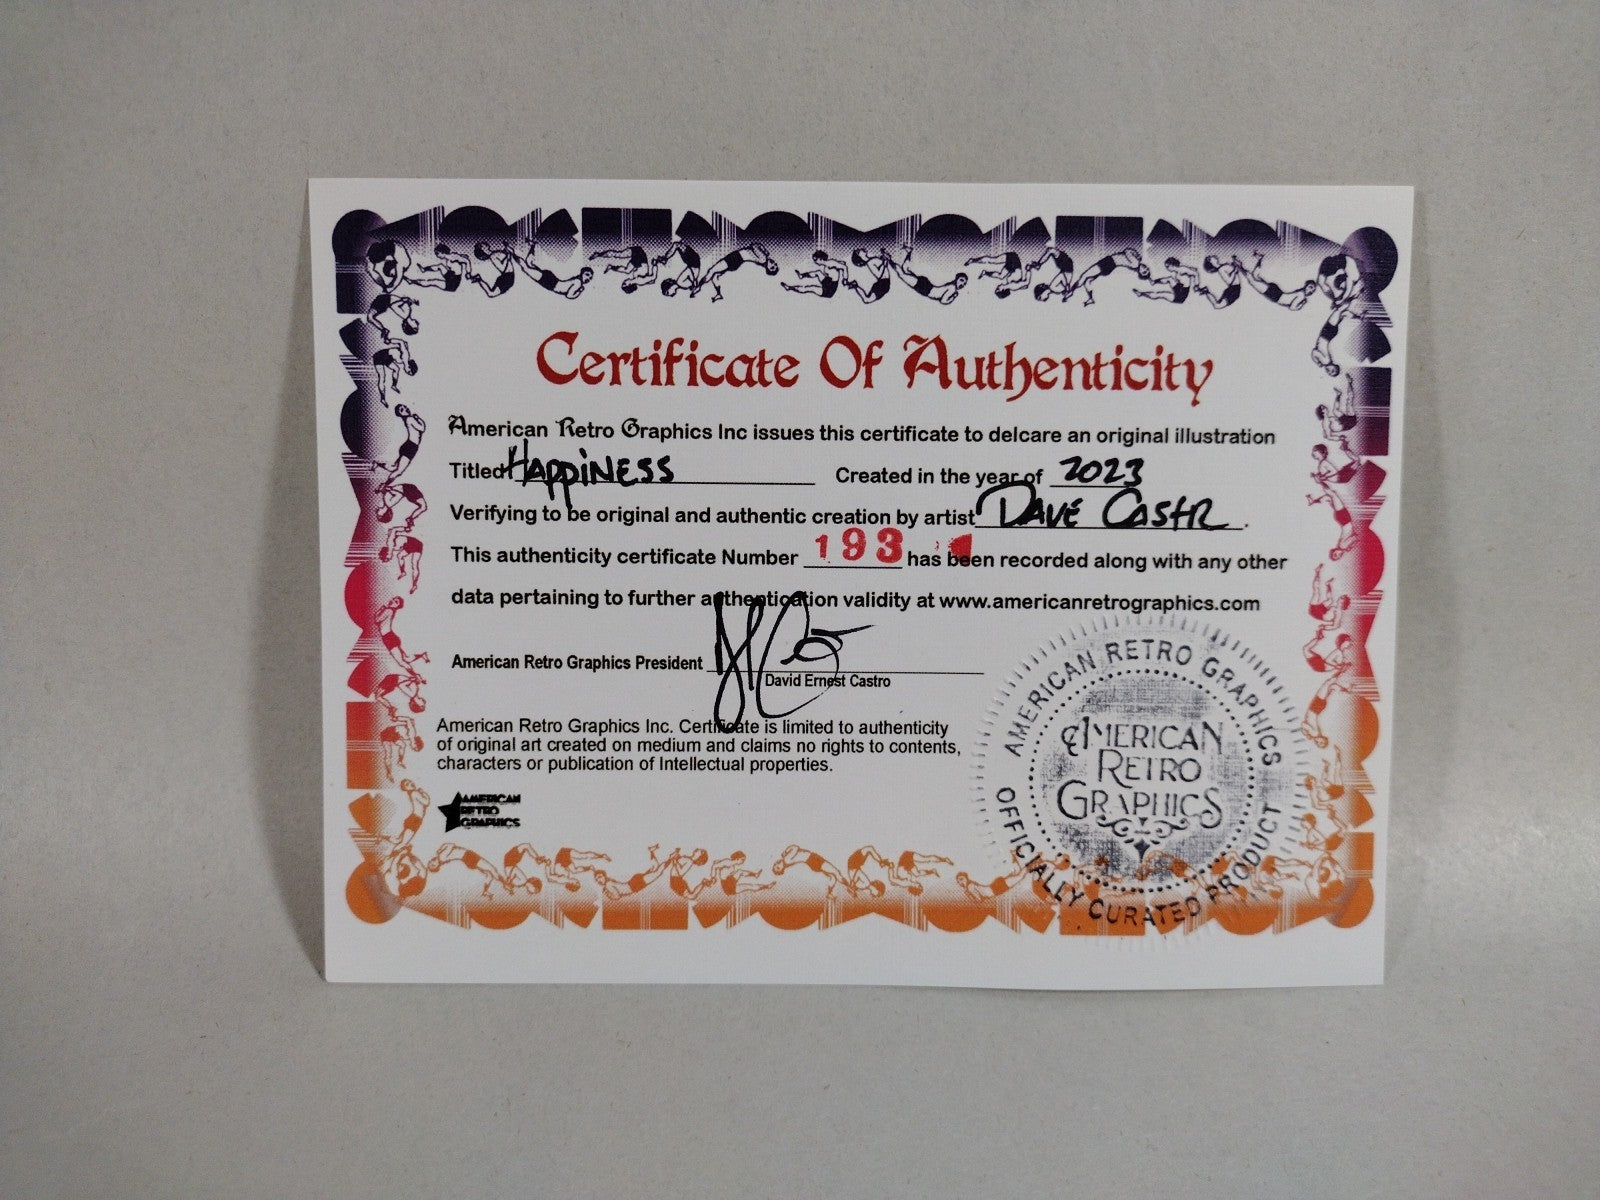 Certificate Of Authenticity
American Retro Graphics Inc issues this certificate to delcare an original illustration
Titled Happiness Created in the year of 2023
Verifying to be original and authentic creation by artist Dave Castr.
This authenticity certificate Number 193 has been recorded along with any other
data pertaining to further authentication validity at www.americanretrographics.com
American Retro Graphics President
David Ernest Castro
American Retro Graphics Inc. Certificate is limited to authenticity
of original art created on medium and claims no rights to contents,
characters or publication of Intellectual properties.
AMERICAN
RETRO
GRAPHICS
AMERICAN RETRO GRAPHICS
AMERICAN
RETRO
GRAPHICS
OFFICIALLY CURATED PRODUCT